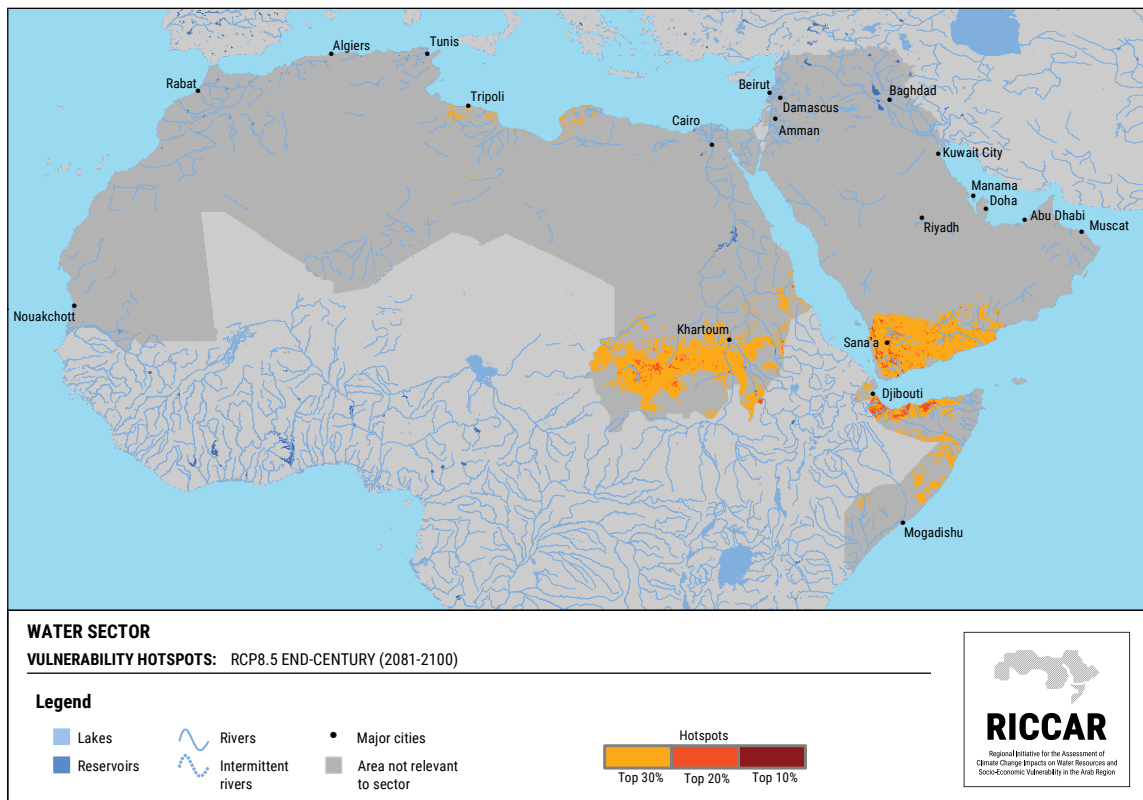 Algiers
Tunis
Rabat
Tripoli
Beirut
Baghdad
Damascus
Cairo
Amman
Kuwait City
Manama
Doha
Abu Dhabi
Riyadh
Muscat
Nouakchott
Khartoum
Sana'a
Djibouti
Mogadishu
WATER SECTOR
VULNERABILITY HOTSPOTS: RCP8.5 END-CENTURY (2081-2100)
Legend
Lakes
Reservoirs
Rivers
Intermittent
rivers
Major cities
Area not relevant
to sector
Hotspots
Top 30% Top 20% Top 10%
RICCAR
Regional Initiative for the Assessment of
Climate Change Impacts on Water Resources and
Socio-Economic Vulnerability in the Arab Region